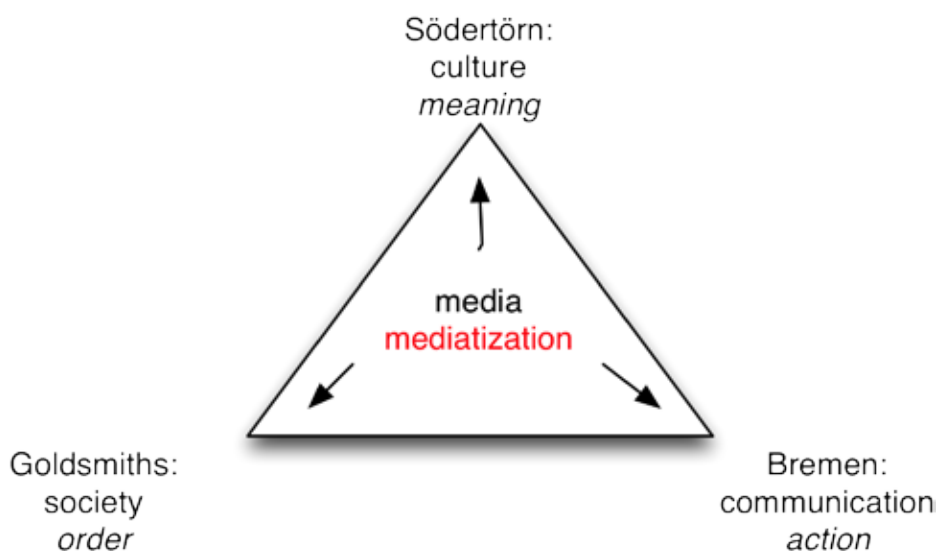 Södertörn:
culture
meaning
media
mediatization
Goldsmiths:
society
order
Bremen:
communication
action